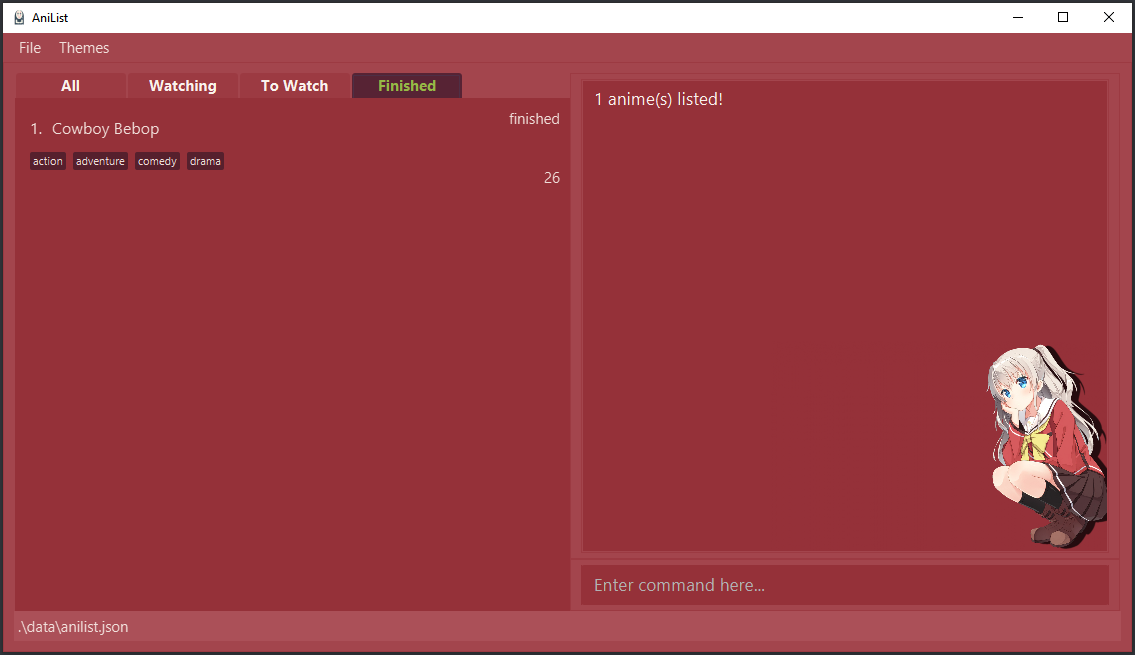 AniList
File Themes
All Watching To Watch Finished
1. Cowboy Bebop
finished
action adventure comedy drama
26
1 anime(s) listed!
Enter command here...
.\data\anilist.json